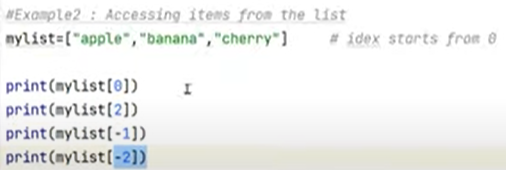 #Example2 : Accessing items from the list
mylist=["apple","banana","cherry"] # idex starts from 0
print(mylist[0])
print(mylist[2])
print(mylist[-1])
print(mylist[-2])